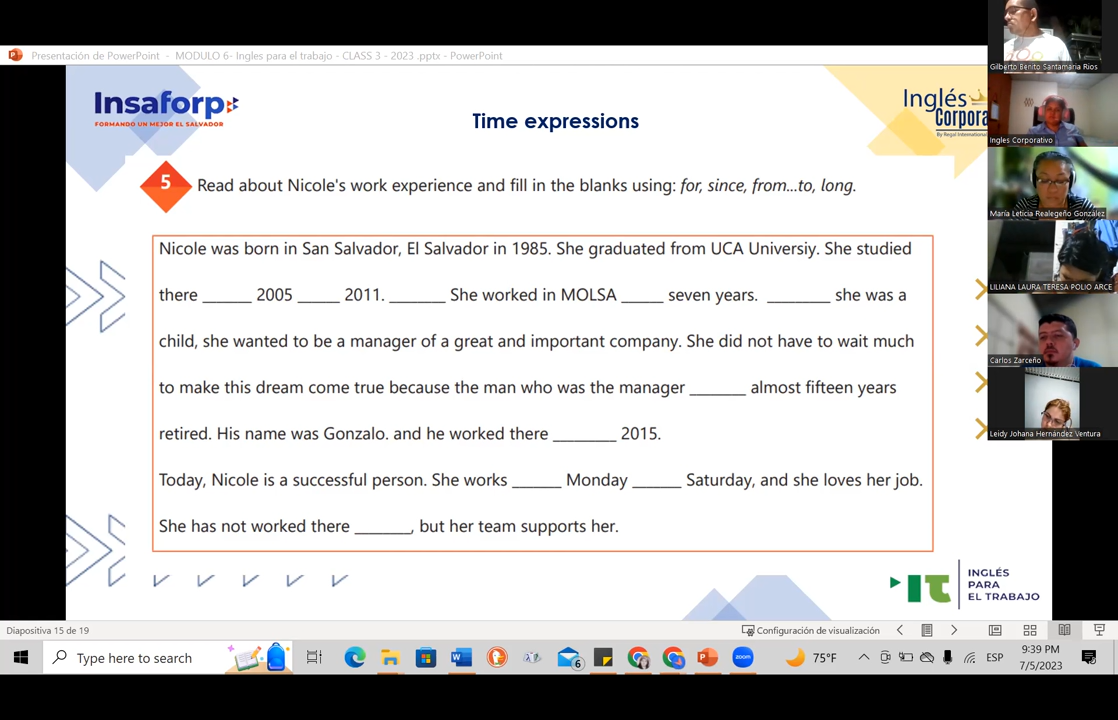 Presentación de PowerPoint - MODULO 6- Ingles para el trabajo - CLASS 3 - 2023 .pptx - PowerPoint
Insaforp
FORMANDO UN MEJOR EL SALVADOR
Time expressions
Inglés
Corpora
By Regal International
5
Read about Nicole's work experience and fill in the blanks using: for, since, from...to, long.
Nicole was born in San Salvador, El Salvador in 1985. She graduated from UCA Universiy. She studied
there ______ 2005 _____ 2011. _______ She worked in MOLSA _____ seven years. ________ she was a
child, she wanted to be a manager of a great and important company. She did not have to wait much
to make this dream come true because the man who was the manager _______ almost fifteen years
retired. His name was Gonzalo. and he worked there ________ 2015.
Today, Nicole is a successful person. She works ______ Monday ______ Saturday, and she loves her job.
She has not worked there _______, but her team supports her.
IT
INGLÉS
PARA
EL TRABAJO
Gilberto Benito Santamaria Rios
Ingles Corporativo
María Leticia Realegeño González
LILIANA LAURA TERESA POLIO ARCE
Carlos Zarceño
Leidy Johana Hernández Ventura
Diapositiva 15 de 19
Configuración de visualización
Type here to search
6
zoom
75°F
ESP
9:39 PM
7/5/2023